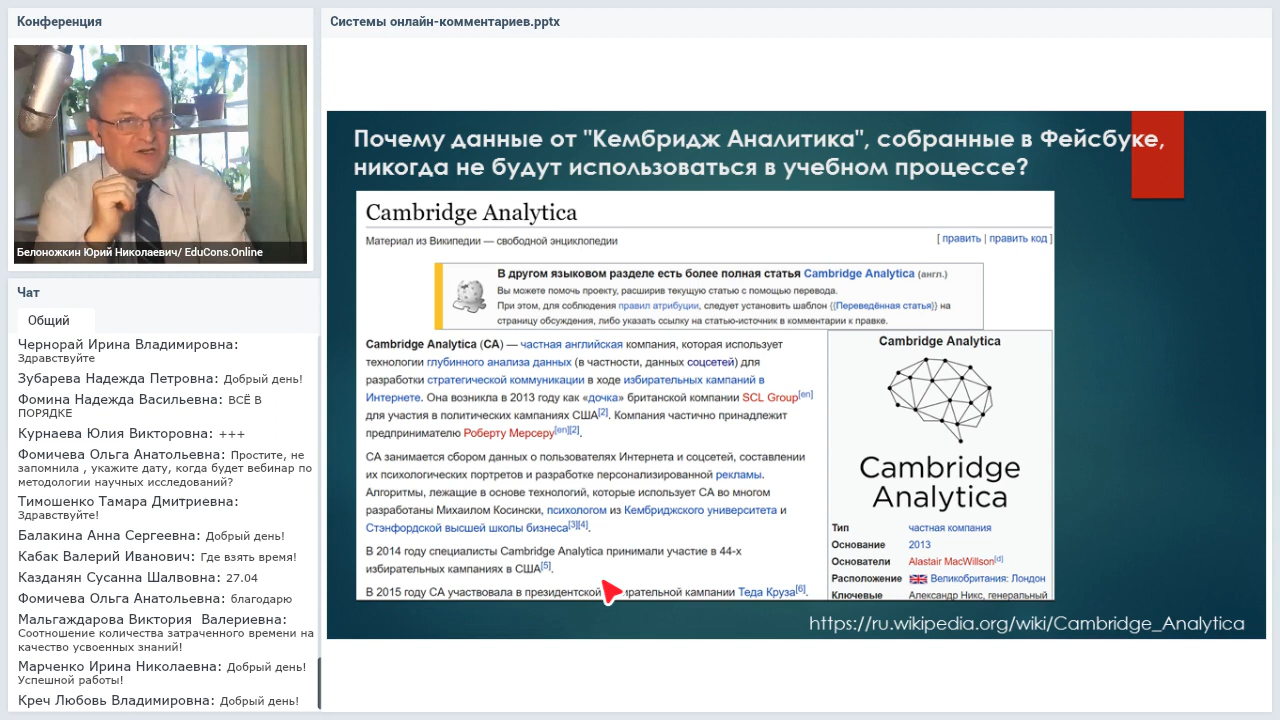 Конференция
Белоножкин Юрий Николаевич/ EduCons.Online
Чат
Общий
Чернорай Ирина Владимировна:
Здравствуйте
Зубарева Надежда Петровна: Добрый день!
Фомина Надежда Васильевна: ВСЁ В
ПОРЯДКЕ
Курнаева Юлия Викторовна: +++
Фомичева Ольга Анатольевна: Простите, не
запомнила , укажите дату, когда будет вебинар по
методологии научных исследований?
Тимошенко Тамара Дмитриевна:
Здравствуйте!
Балакина Анна Сергеевна: Добрый день!
Кабак Валерий Иванович: Где взять время!
Казданян Сусанна Шалвовна: 27.04
Фомичева Ольга Анатольевна: благодарю
Мальгаждарова Виктория  Валериевна:
Соотношение количества затраченного времени на
качество усвоенных знаний!
Марченко Ирина Николаевна: Добрый день!
Успешной работы!
Креч Любовь Владимировна: Добрый день!
Системы онлайн-комментариев.pptx
Почему данные от "Кембридж Аналитика", собранные в Фейсбуке,
никогда не будут использоваться в учебном процессе?
Cambridge Analytica
Материал из Википедии — свободной энциклопедии
[ править | править код ]
В другом языковом разделе есть более полная статья Cambridge Analytica (англ.)
Вы можете помочь проекту, расширив текущую статью с помощью перевода.
При этом, для соблюдения правил атрибуции, следует установить шаблон {{Переведённая статья}} на
страницу обсуждения, либо указать ссылку на статью-источник в комментарии к правке.
Cambridge Analytica (CA) — частная английская компания, которая использует
технологии глубинного анализа данных (в частности, данных соцсетей) для
разработки стратегической коммуникации в ходе избирательных кампаний в
Интернете. Она возникла в 2013 году как «дочка» британской компании SCL Group[en]
для участия в политических кампаниях США[2]. Компания частично принадлежит
предпринимателю Роберту Мерсеру[en][2].
CA занимается сбором данных о пользователях Интернета и соцсетей, составлении
их психологических портретов и разработке персонализированной рекламы.
Алгоритмы, лежащие в основе технологий, которые использует CA во многом
разработаны Михаилом Косински, психологом из Кембриджского университета и
Стэнфордской высшей школы бизнеса[3][4].
В 2014 году специалисты Cambridge Analytica принимали участие в 44-х
избирательных кампаниях в США[5].
В 2015 году CA участвовала в президентской ирательной кампании Теда Круза[6].
Cambridge Analytica
Cambridge
Analytica
Тип частная компания
Основание 2013
Основатели Alastair MacWillson[d]
Расположение Великобритания: Лондон
Ключевые Александр Никс, генеральный
https://ru.wikipedia.org/wiki/Cambridge_Analytica